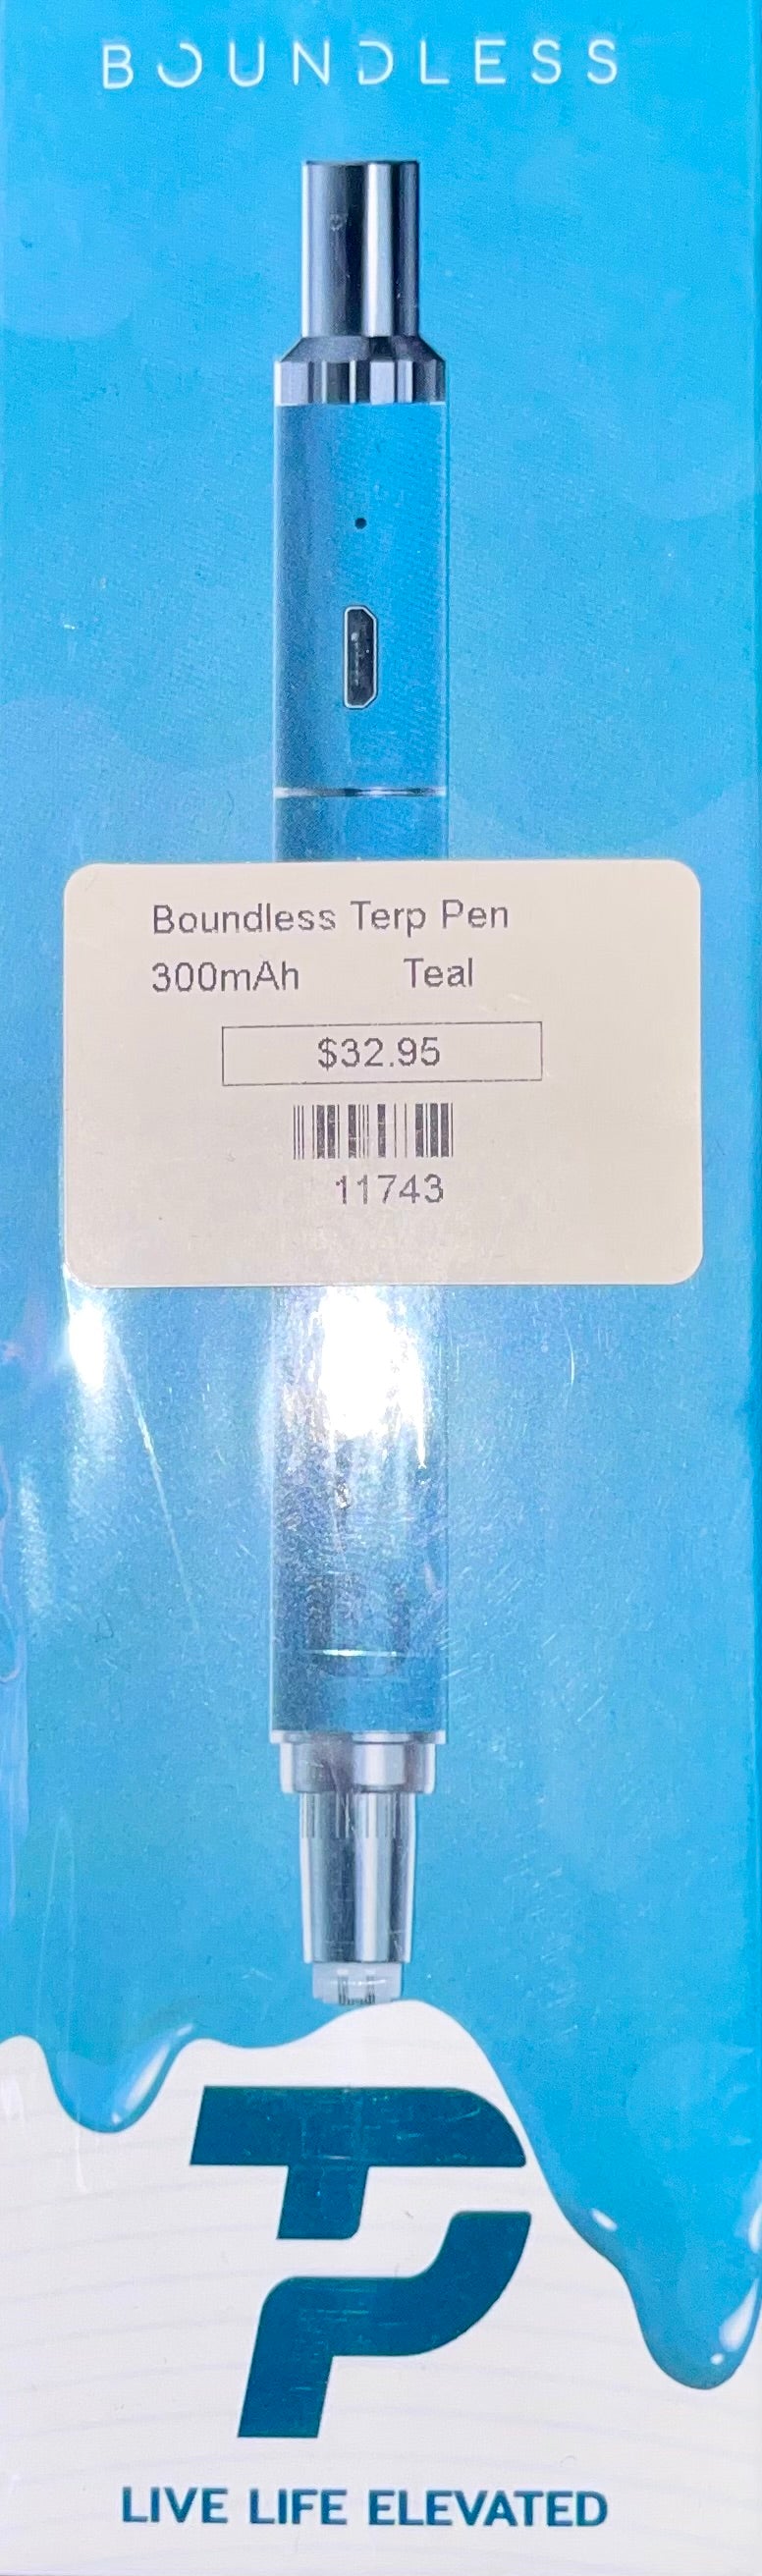 BOUNDLESS
Boundless Terp Pen
300mAh Teal
$32.95
11743
TP
LIVE LIFE ELEVATED